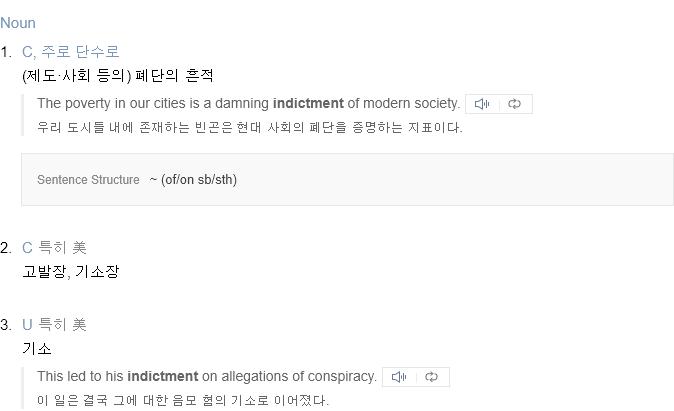 Noun
1. C, 주로 단수로
(제도·사회 등의) 폐단의 흔적
The poverty in our cities is a damning indictment of modern society.
우리 도시들 내에 존재하는 빈곤은 현대 사회의 폐단을 증명하는 지표이다.
Sentence Structure ~ (of/on sb/sth)
2. C 특히 美
고발장, 기소장
3. U 특히 美
기소
This led to his indictment on allegations of conspiracy.
이 일은 결국 그에 대한 음모 혐의 기소로 이어졌다.